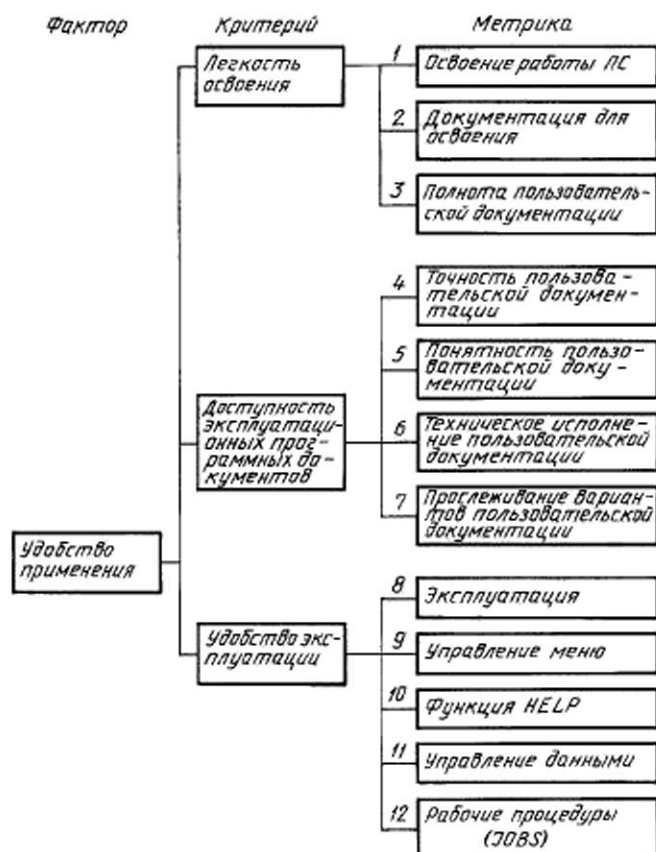 Фактор Критерий Метрика
Легкость
освоения
1
Освоение работы ПС
2
Документация для
освоения
3
Полнота пользователь-
ской документации
Доступность
эксплуатаци-
онных прог-
раммных до-
кументов
4
Точность пользова-
тельской докумен-
тации
5
Понятность пользо-
вательской доку-
ментации
6
Техническое исполне-
ние пользовательской
документации
7
Прослеживание вариан-
тов пользовательской
документации
Удобство
применения
Удобство экс-
плуатации
8
Эксплуатация
9
Управление меню
10
Функция HELP
11
Управление данными
12
Рабочие процедуры
(JOBS)